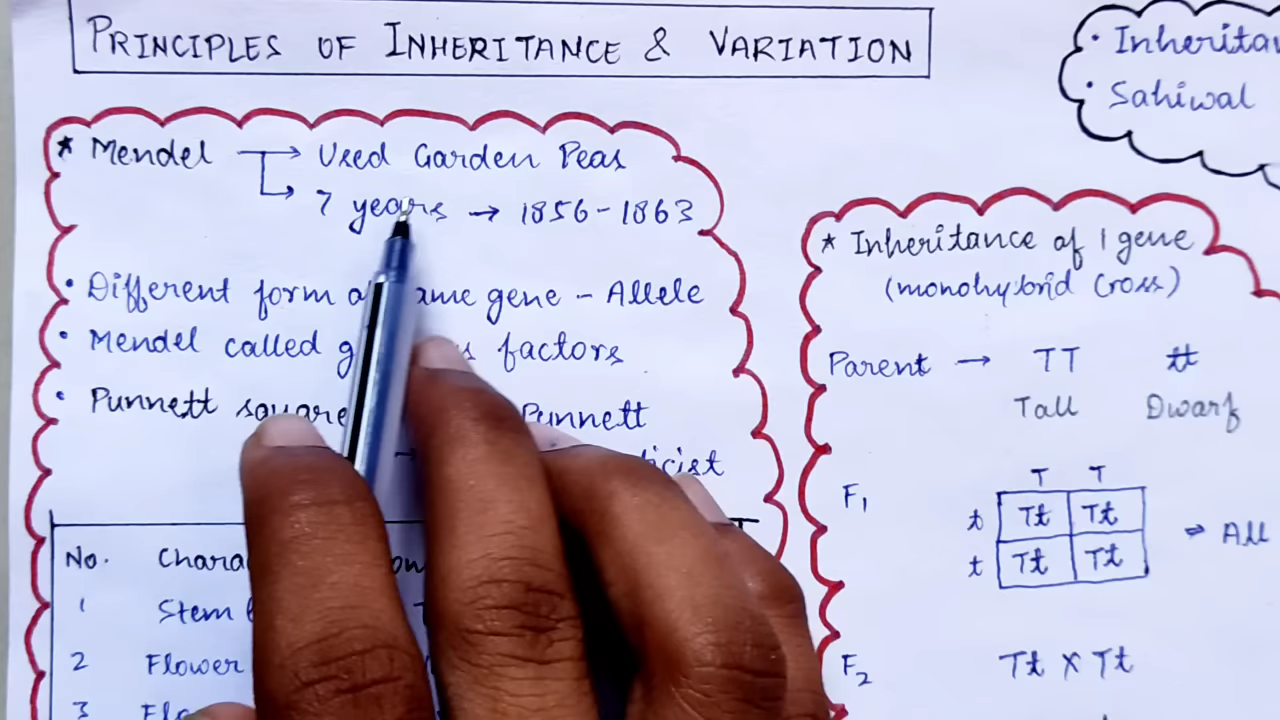 PRINCIPLES OF INHERITANCE & VARIATION
* Mendel → Used Garden Peas
↳ 7 years → 1856-1863
• Different form same gene - Allele
• Mendel called factors
• Punnett square Punnett
No.
1 Stem
2 Flower
3
•
• Sahiwal
* Inheritance of 1 gene
(monohybrid Cross)
Parent → TT tt
Tall Dwarf
F1
T T
t Tt Tt
t Tt Tt
⇒ All
F2 Tt X Tt